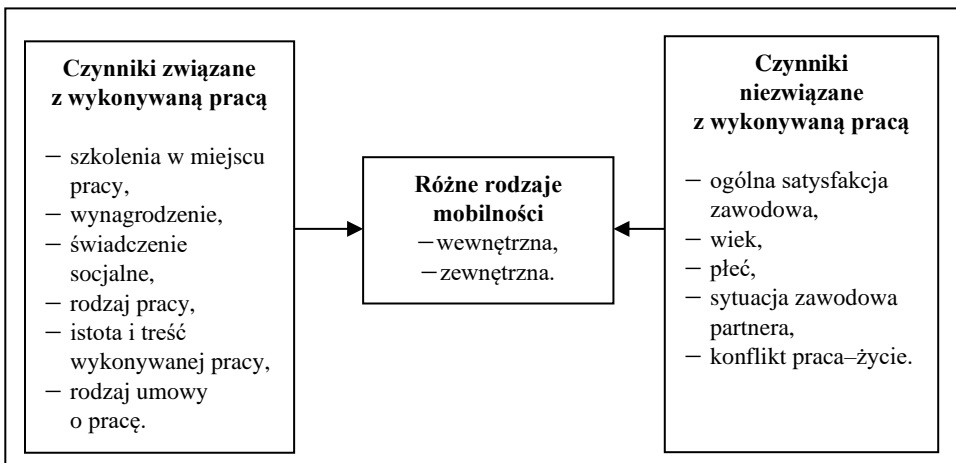 Czynniki związane
z wykonywaną pracą
— szkolenia w miejscu
pracy,
— wynagrodzenie,
— świadczenie
socjalne,
— rodzaj pracy,
— istota i treść
wykonywanej pracy,
— rodzaj umowy
o pracę.
Różne rodzaje
mobilności
—wewnętrzna,
—zewnętrzna.
Czynniki
niezwiązane
z wykonywaną pracą
— ogólna satysfakcja
zawodowa,
— wiek,
— płeć,
— sytuacja zawodowa
partnera,
— konflikt praca–życie.